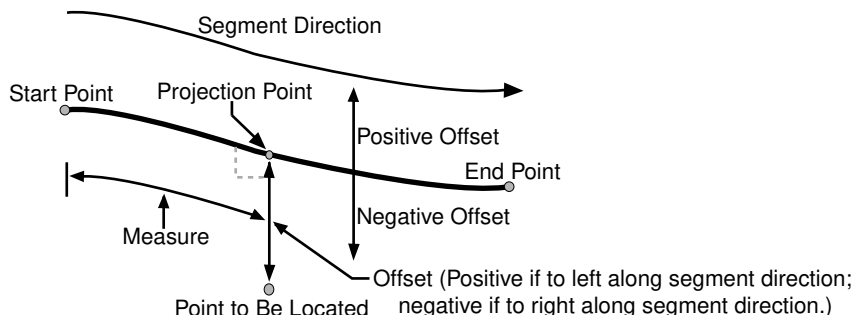 Segment Direction
Start Point
Projection Point
Positive Offset
End Point
Negative Offset
Measure
Offset (Positive if to left along segment direction;
negative if to right along segment direction.)
Point to Be Located